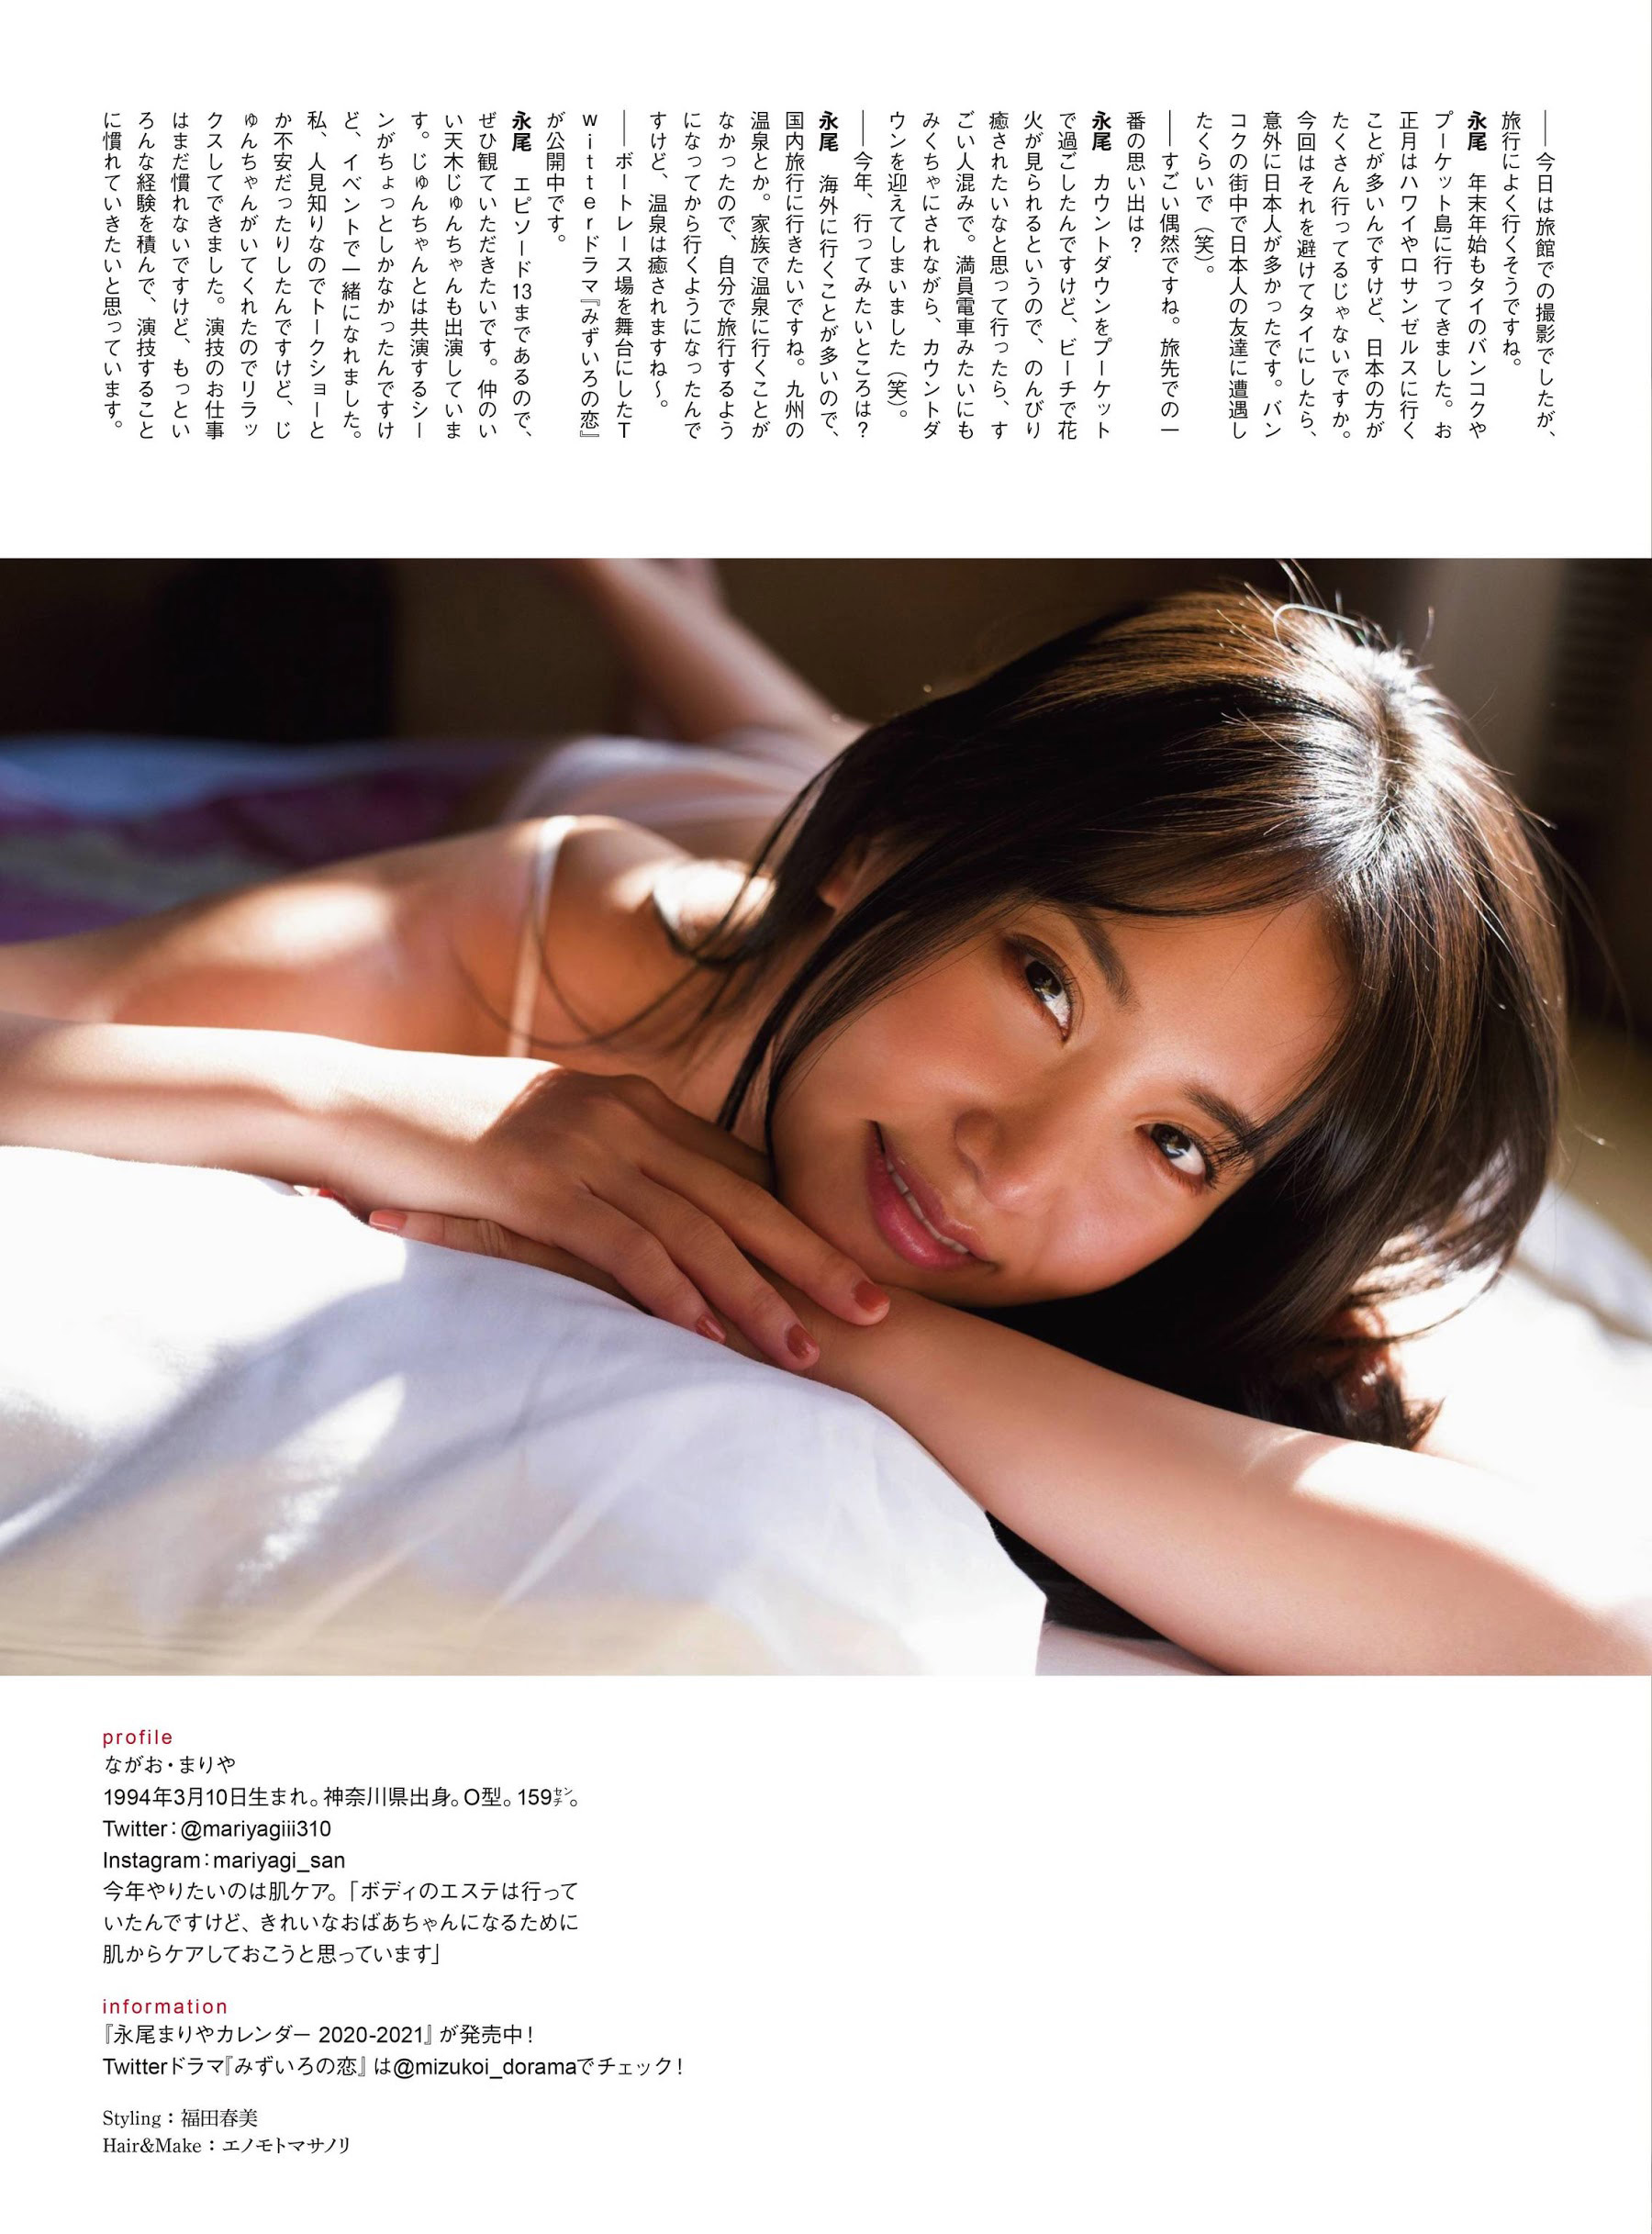 ――今日は旅館での撮影でしたが、
旅行によく行くそうですね。
永尾　年末年始もタイのバンコクや
プーケット島に行ってきました。お
正月はハワイやロサンゼルスに行く
ことが多いんですけど、日本の方が
たくさん行ってるじゃないですか。
今回はそれを避けてタイにしたら、
意外に日本人が多かったです。バン
コクの街中で日本人の友達に遭遇し
たくらいで（笑）。
――すごい偶然ですね。旅先での一
番の思い出は？
永尾　カウントダウンをプーケット
で過ごしたんですけど、ビーチで花
火が見られるというので、のんびり
癒されたいなと思って行ったら、す
ごい人混みで。満員電車みたいにも
みくちゃにされながら、カウントダ
ウンを迎えてしまいました（笑）。
――今年、行ってみたいところは？
永尾　海外に行くことが多いので、
国内旅行に行きたいですね。九州の
温泉とか。家族で温泉に行くことが
なかったので、自分で旅行するよう
になってから行くようになったんで
すけど、温泉は癒されますね〜。
――ボートレース場を舞台にしたT
witterドラマ『みずいろの恋』
が公開中です。
永尾　エピソード13まであるので、
ぜひ観ていただきたいです。仲のい
い天木じゅんちゃんも出演していま
す。じゅんちゃんとは共演するシー
ンがちょっとしかなかったんですけ
ど、イベントで一緒になれました。
私、人見知りなのでトークショーと
か不安だったりしたんですけど、じ
ゅんちゃんがいてくれたのでリラッ
クスしてできました。演技のお仕事
はまだ慣れないですけど、もっとい
ろんな経験を積んで、演技すること
に慣れていきたいと思っています。
profile
ながお・まりや
1994年3月10日生まれ。神奈川県出身。O型。159㌢。
Twitter：@mariyagiii310
Instagram：mariyagi_san
今年やりたいのは肌ケア。「ボディのエステは行って
いたんですけど、きれいなおばあちゃんになるために
肌からケアしておこうと思っています」
information
『永尾まりやカレンダー 2020-2021』が発売中！
Twitterドラマ『みずいろの恋』は@mizukoi_doramaでチェック！
Styling：福田春美
Hair&Make：エノモトマサノリ